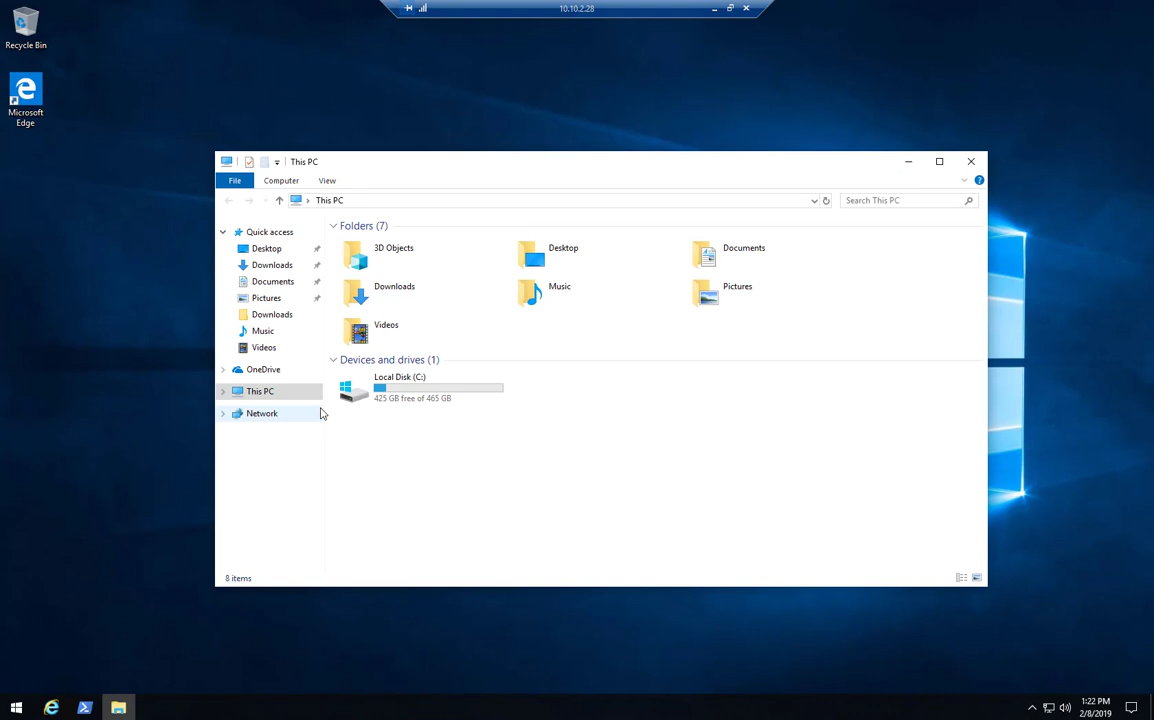 10.10.2.28
Recycle Bin
Microsoft
Edge
This PC
File
Computer
View
This PC
Search This PC
Quick access
Desktop
Downloads
Documents
Pictures
Downloads
Music
Videos
OneDrive
This PC
Network
Folders (7)
3D Objects
Desktop
Documents
Downloads
Music
Pictures
Videos
Devices and drives (1)
Local Disk (C:)
425 GB free of 465 GB
8 items
1:22 PM
2/8/2019